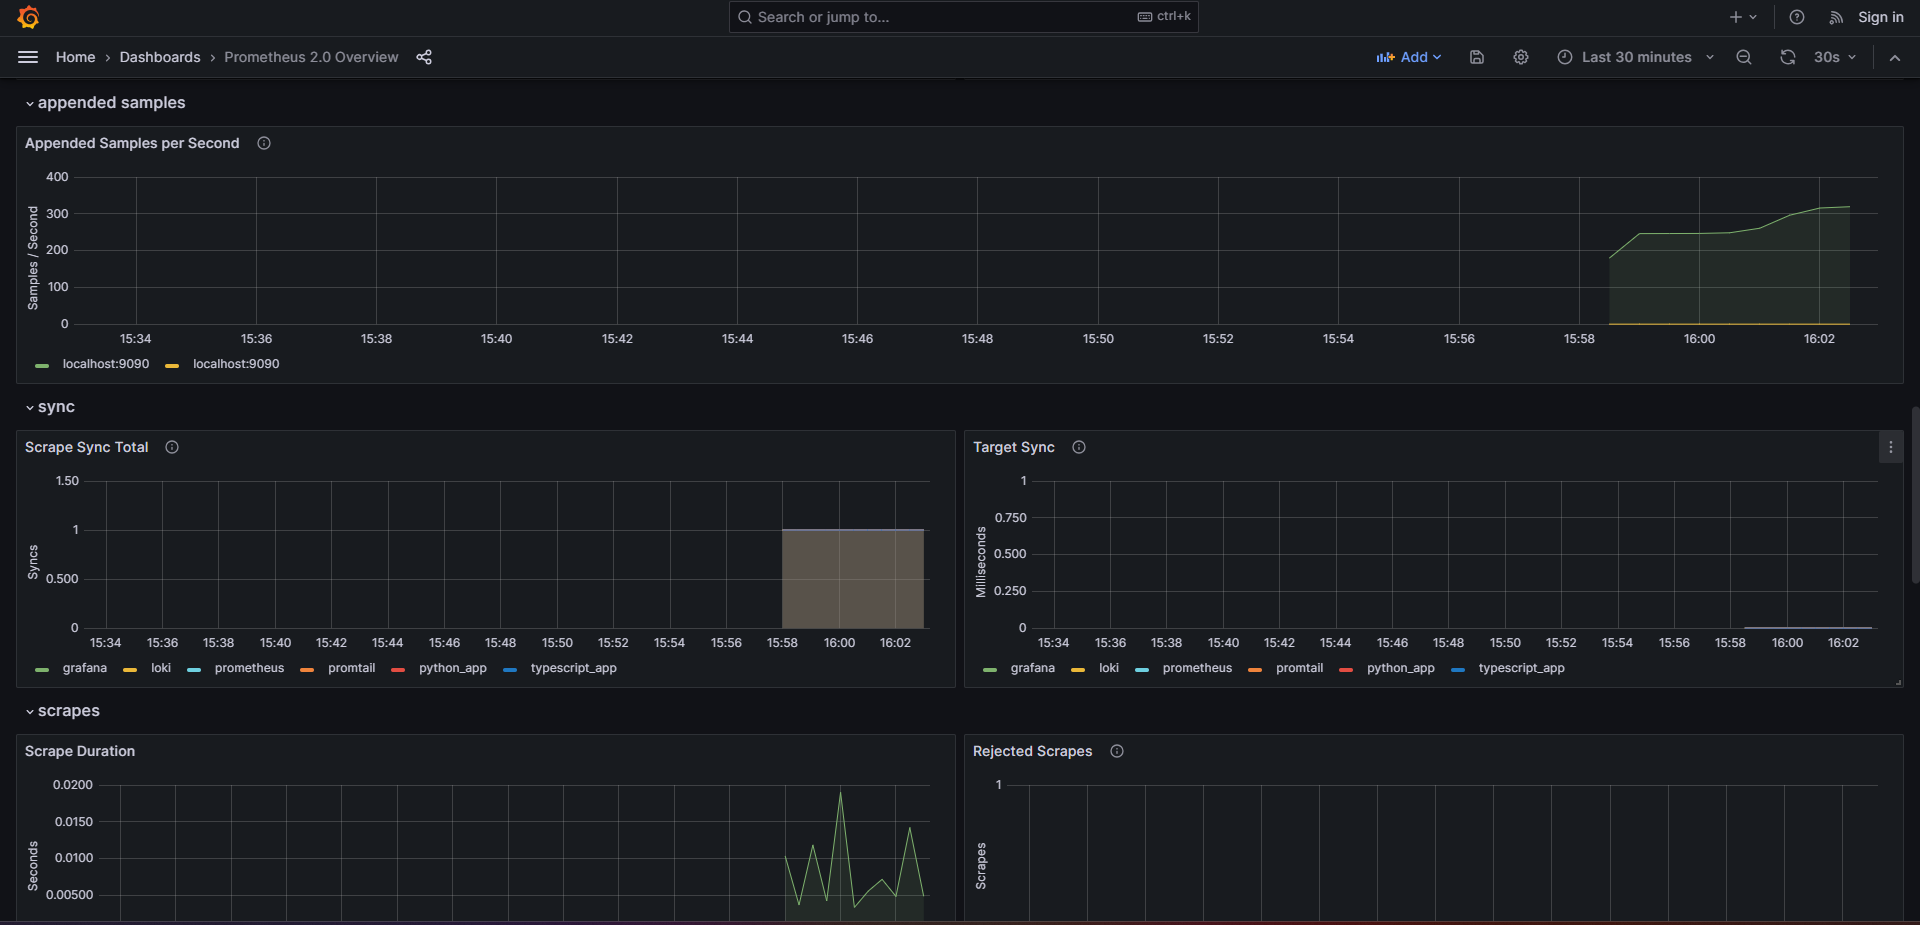 Search or jump to... ctrl+k Sign in
Home › Dashboards › Prometheus 2.0 Overview Add Last 30 minutes 30s
appended samples
Appended Samples per Second
Samples / Second
400
300
200
100
0
15:34 15:36 15:38 15:40 15:42 15:44 15:46 15:48 15:50 15:52 15:54 15:56 15:58 16:00 16:02
localhost:9090 localhost:9090
sync
Scrape Sync Total
Syncs
1.50
1
0.500
0
15:34 15:36 15:38 15:40 15:42 15:44 15:46 15:48 15:50 15:52 15:54 15:56 15:58 16:00 16:02
grafana loki prometheus promtail python_app typescript_app
Target Sync
Milliseconds
1
0.750
0.500
0.250
0
15:34 15:36 15:38 15:40 15:42 15:44 15:46 15:48 15:50 15:52 15:54 15:56 15:58 16:00 16:02
grafana loki prometheus promtail python_app typescript_app
scrapes
Scrape Duration
Seconds
0.0200
0.0150
0.0100
0.00500
Rejected Scrapes
Scrapes
1